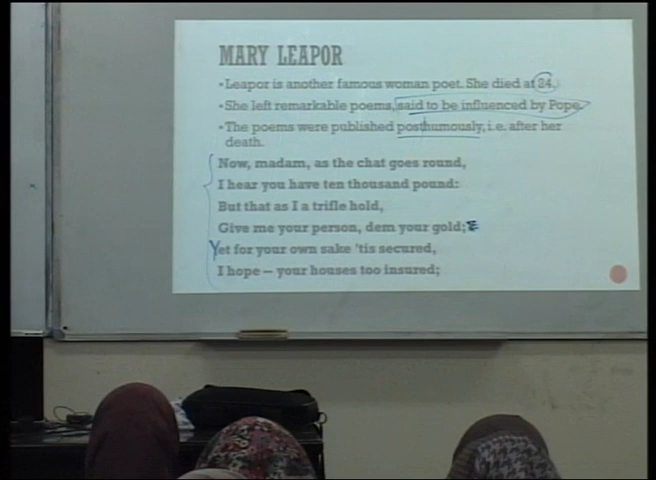 MARY LEAPOR
•Leapor is another famous woman poet. She died at 24.
•She left remarkable poems, said to be influenced by Pope.
•The poems were published posthumously, i.e. after her
death.
Now, madam, as the chat goes round,
I hear you have ten thousand pound:
But that as I a trifle hold,
Give me your person, dem your gold;
Yet for your own sake 'tis secured,
I hope – your houses too insured;